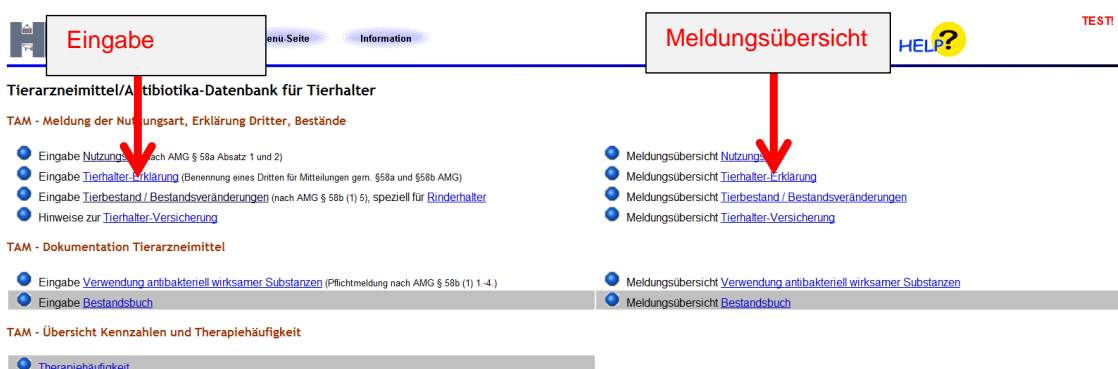 TEST!
Eingabe
enü-Seite Information
Meldungsübersicht
HELP?
Tierarzneimittel/A tibiotika-Datenbank für Tierhalter
TAM - Meldung der Nutzungsart, Erklärung Dritter, Bestände
Eingabe Nutzungs ach AMG § 58a Absatz 1 und 2)
Meldungsübersicht Nutzungs
Eingabe Tierhalter-Erklärung (Benennung eines Dritten für Mitteilungen gem. §58a und §58b AMG)
Meldungsübersicht Tierhalter-Erklärung
Eingabe Tierbestand / Bestandsveränderungen (nach AMG § 58b (1) 5), speziell für Rinderhalter
Meldungsübersicht Tierbestand / Bestandsveränderungen
Hinweise zur Tierhalter-Versicherung
Meldungsübersicht Tierhalter-Versicherung
TAM - Dokumentation Tierarzneimittel
Eingabe Verwendung antibakteriell wirksamer Substanzen (Pflichtmeldung nach AMG § 58b (1) 1.-4.)
Meldungsübersicht Verwendung antibakteriell wirksamer Substanzen
Eingabe Bestandsbuch
Meldungsübersicht Bestandsbuch
TAM - Übersicht Kennzahlen und Therapiehäufigkeit
Therapiehäufigkeit